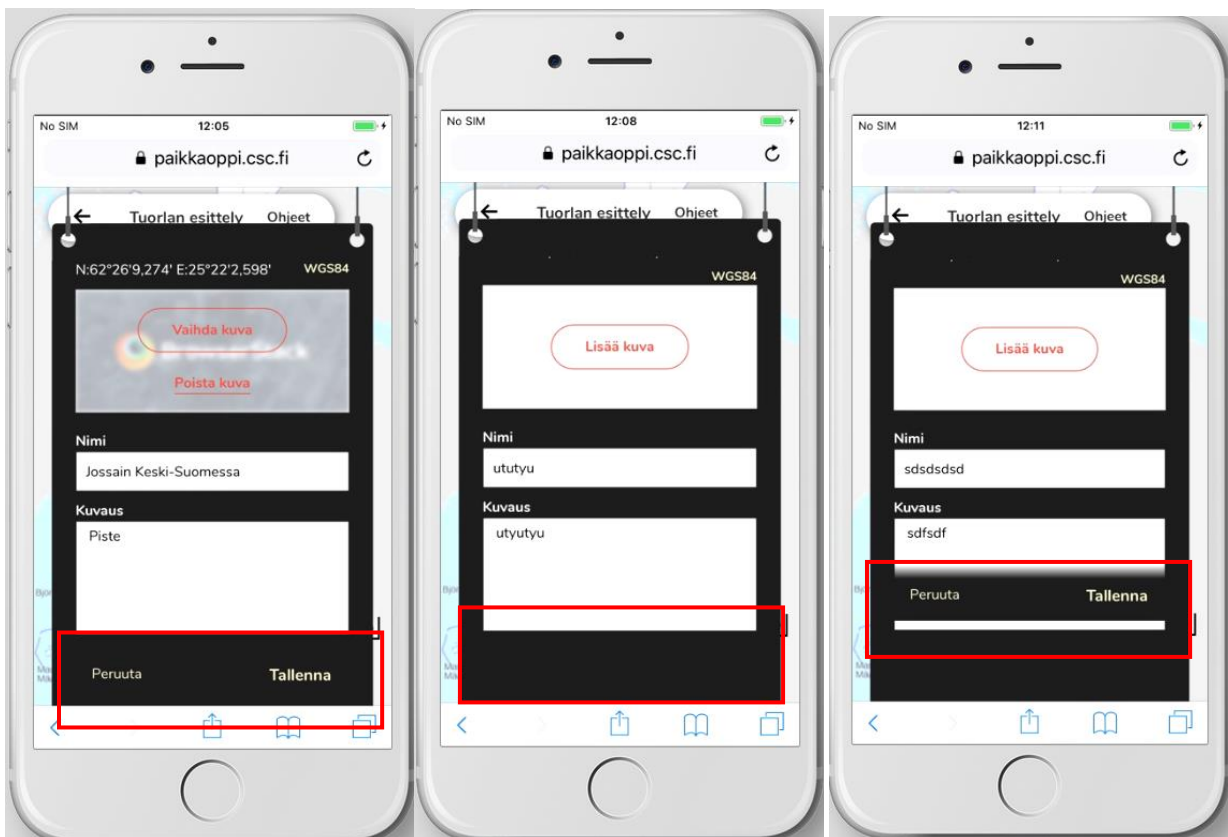 No SIM 12:05
paikkaoppi.csc.fi
Tuorlan esittely Ohjeet
N:62°26'9,274' E:25°22'2,598' WGS84
Vaihda kuva
Poista kuva
Nimi
Jossain Keski-Suomessa
Kuvaus
Piste
Peruuta Tallenna
No SIM 12:08
paikkaoppi.csc.fi
Tuorlan esittely Ohjeet
WGS84
Lisää kuva
Nimi
ututyu
Kuvaus
utyutyu
No SIM 12:11
paikkaoppi.csc.fi
Tuorlan esittely Ohjeet
WGS84
Lisää kuva
Nimi
sdsdsdsd
Kuvaus
sdfsdf
Peruuta Tallenna